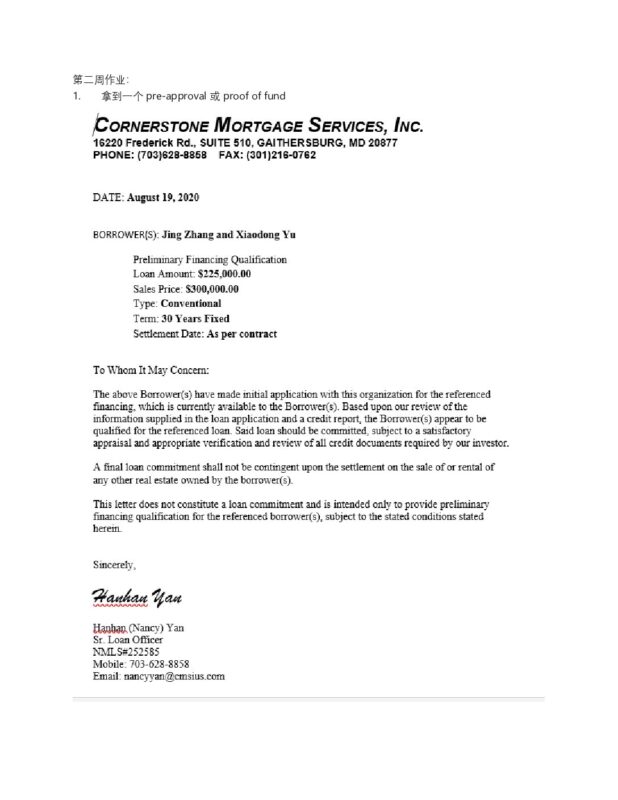 第二周作业：
1. 拿到一个 pre-approval 或 proof of fund
CORNERSTONE MORTGAGE SERVICES, INC.
16220 Frederick Rd., SUITE 510, GAITHERSBURG, MD 20877
PHONE: (703)628-8858 FAX: (301)216-0762
DATE: August 19, 2020
BORROWER(S): Jing Zhang and Xiaodong Yu
Preliminary Financing Qualification
Loan Amount: $225,000.00
Sales Price: $300,000.00
Type: Conventional
Term: 30 Years Fixed
Settlement Date: As per contract
To Whom It May Concern:
The above Borrower(s) have made initial application with this organization for the referenced
financing, which is currently available to the Borrower(s). Based upon our review of the
information supplied in the loan application and a credit report, the Borrower(s) appear to be
qualified for the referenced loan. Said loan should be committed, subject to a satisfactory
appraisal and appropriate verification and review of all credit documents required by our investor.
A final loan commitment shall not be contingent upon the settlement on the sale of or rental of
any other real estate owned by the borrower(s).
This letter does not constitute a loan commitment and is intended only to provide preliminary
financing qualification for the referenced borrower(s), subject to the stated conditions stated
herein.
Sincerely,
Hanhan Yan
Hanhan (Nancy) Yan
Sr. Loan Officer
NMLS#252585
Mobile: 703-628-8858
Email: nancyyan@cmsius.com